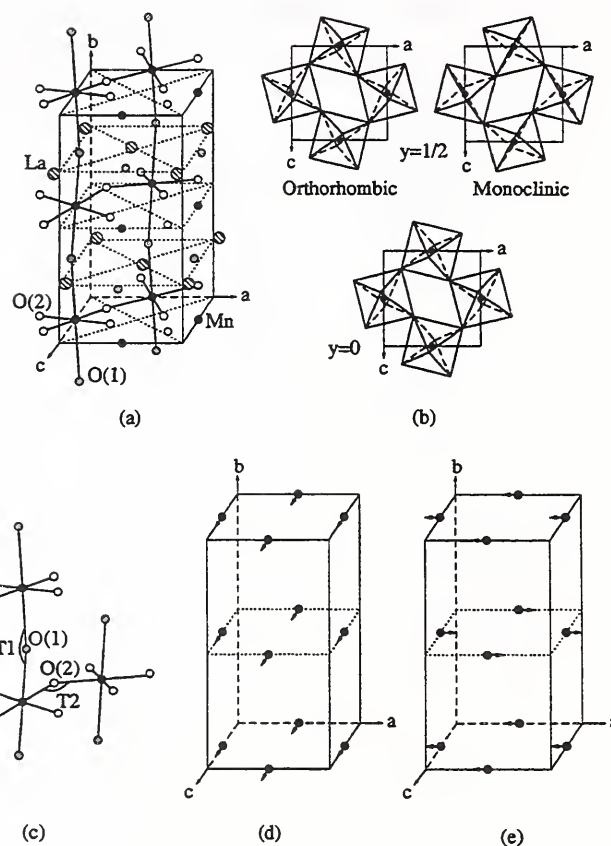 b
La
O(2)
a
Mn
c
O(1)
(a)
a
a
c
y=1/2
c
Orthorhombic
Monoclinic
a
y=0
c
(b)
T1
O(1)
O(2)
T2
(c)
b
a
c
(d)
b
a
c
(e)